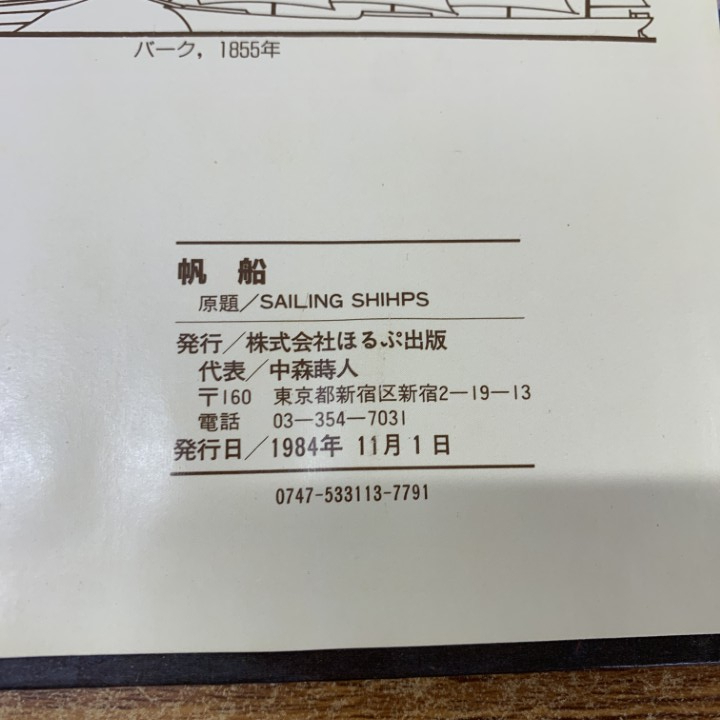 バーク，1855年
帆 船
原題／SAILING SHIHPS
発行／株式会社ほるぷ出版
代表／中森蒔人
〒160 東京都新宿区新宿2―19―13
電話 03―354―7031
発行日／1984年 11月 1日
0747-533113-7791